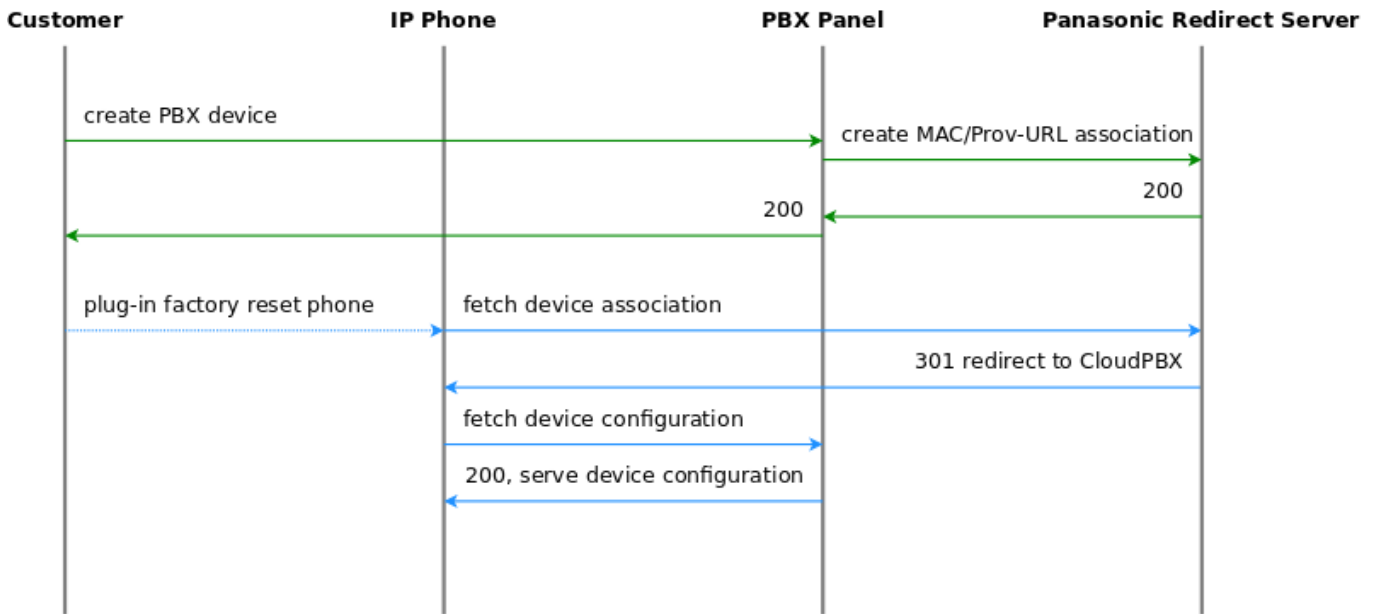 Customer
IP Phone
PBX Panel
Panasonic Redirect Server
create PBX device
create MAC/Prov-URL association
200
200
plug-in factory reset phone
fetch device association
301 redirect to CloudPBX
fetch device configuration
200, serve device configuration